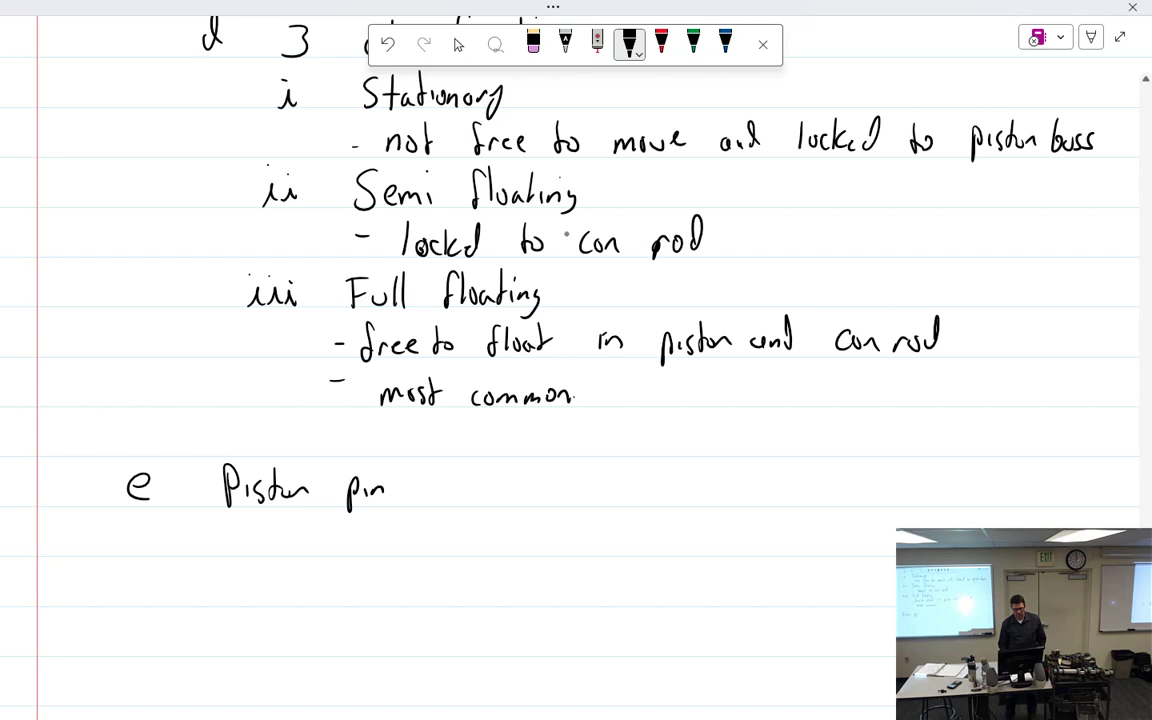 d 3
i Stationary
- not free to move and locked to piston boss
ii Semi floating
- locked to con rod
iii Full floating
- free to float in piston and con rod
- most common.
e Piston pin
EXIT